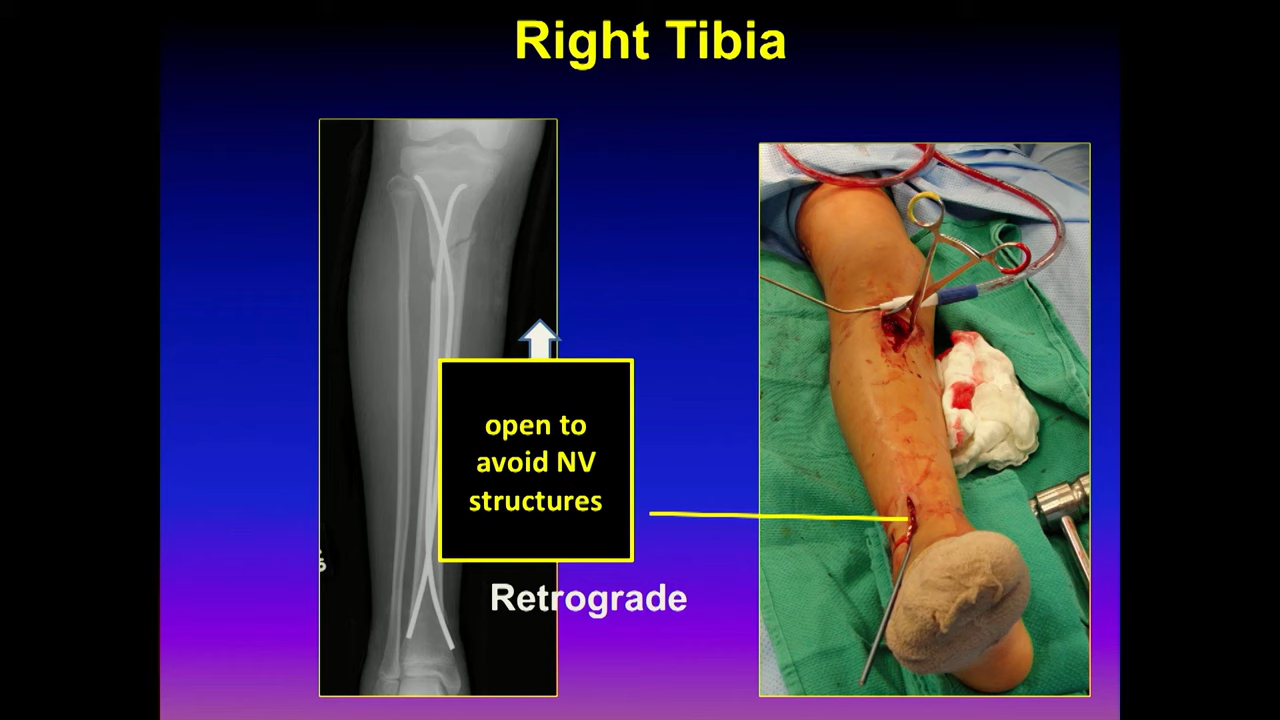 Right Tibia
open to
avoid NV
structures
Retrograde